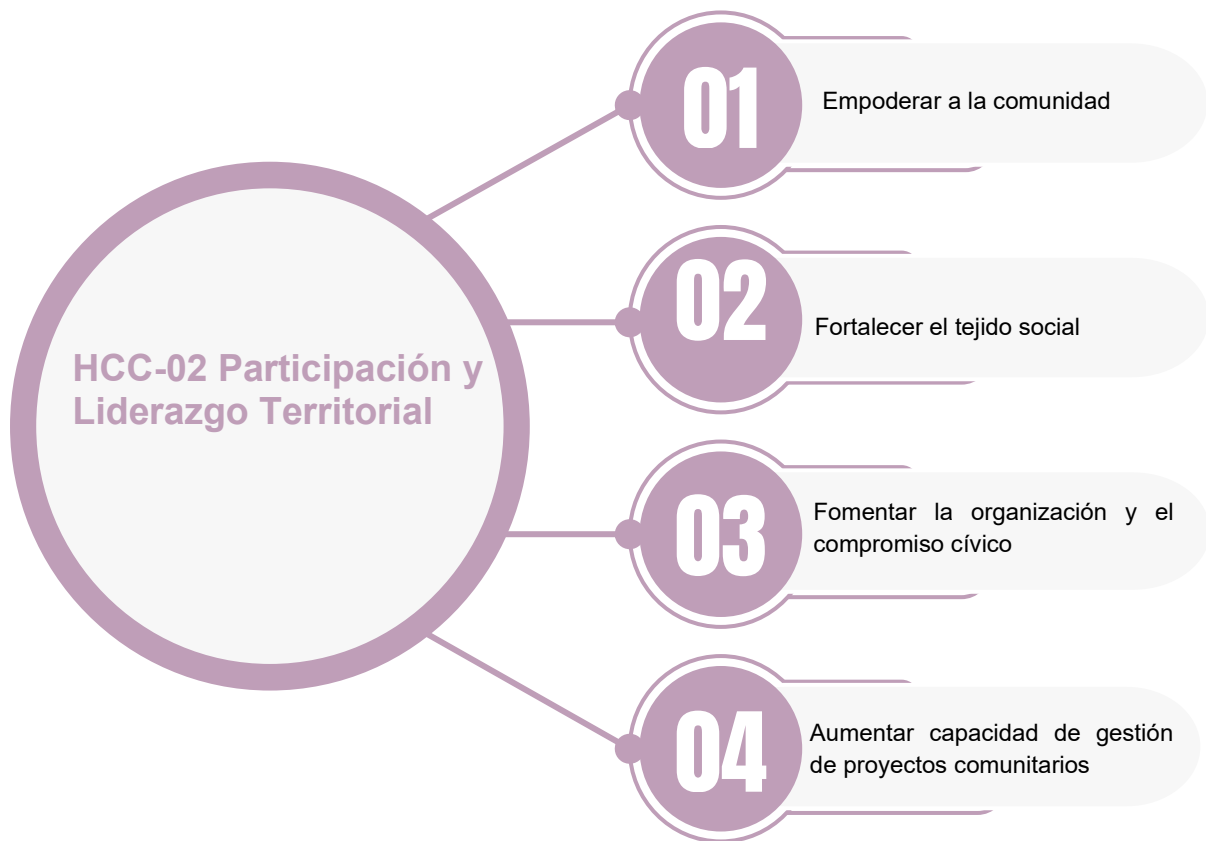 HCC-02 Participación y
Liderazgo Territorial
01
Empoderar a la comunidad
02
Fortalecer el tejido social
03
Fomentar la organización y el
compromiso cívico
04
Aumentar capacidad de gestión
de proyectos comunitarios